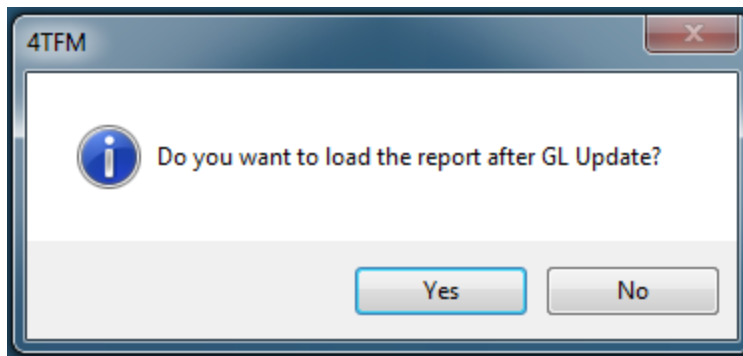 4TFM
Do you want to load the report after GL Update?
Yes
No